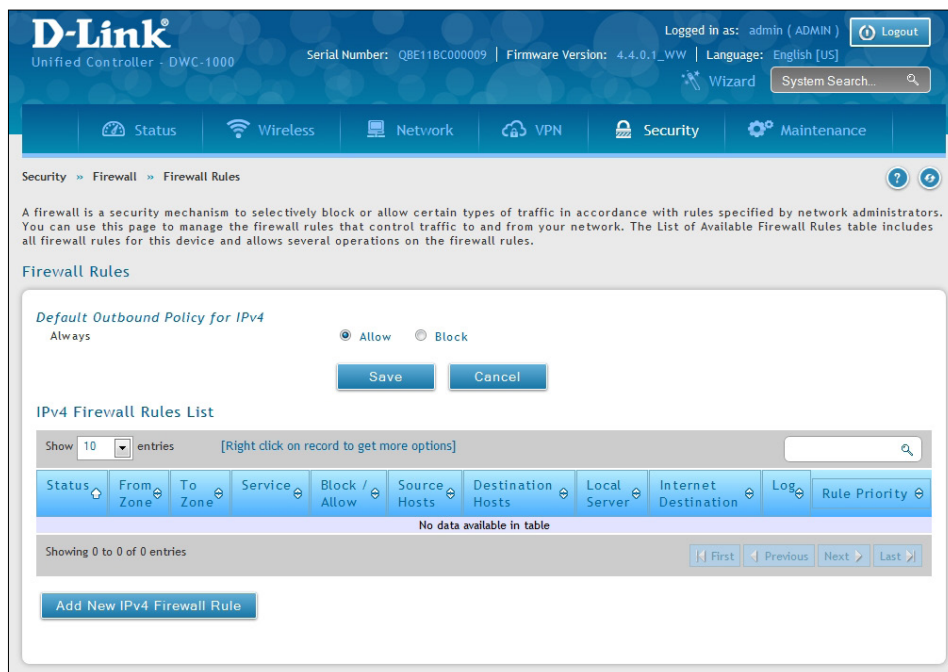 D-Link®
Logged in as: admin ( ADMIN ) Logout
Unified Controller - DWC-1000
Serial Number: QBE11BC000009 | Firmware Version: 4.4.0.1_WW | Language: English [US]
Wizard System Search...
Status Wireless Network VPN Security Maintenance
Security » Firewall » Firewall Rules ?
A firewall is a security mechanism to selectively block or allow certain types of traffic in accordance with rules specified by network administrators.
You can use this page to manage the firewall rules that control traffic to and from your network. The List of Available Firewall Rules table includes
all firewall rules for this device and allows several operations on the firewall rules.
Firewall Rules
Default Outbound Policy for IPv4
Always Allow Block
Save Cancel
IPv4 Firewall Rules List
Show 10 entries [Right click on record to get more options]
Status From Zone To Zone Service Block / Allow Source Hosts Destination Hosts Local Server Internet Destination Log Rule Priority
No data available in table
Showing 0 to 0 of 0 entries First Previous Next Last
Add New IPv4 Firewall Rule